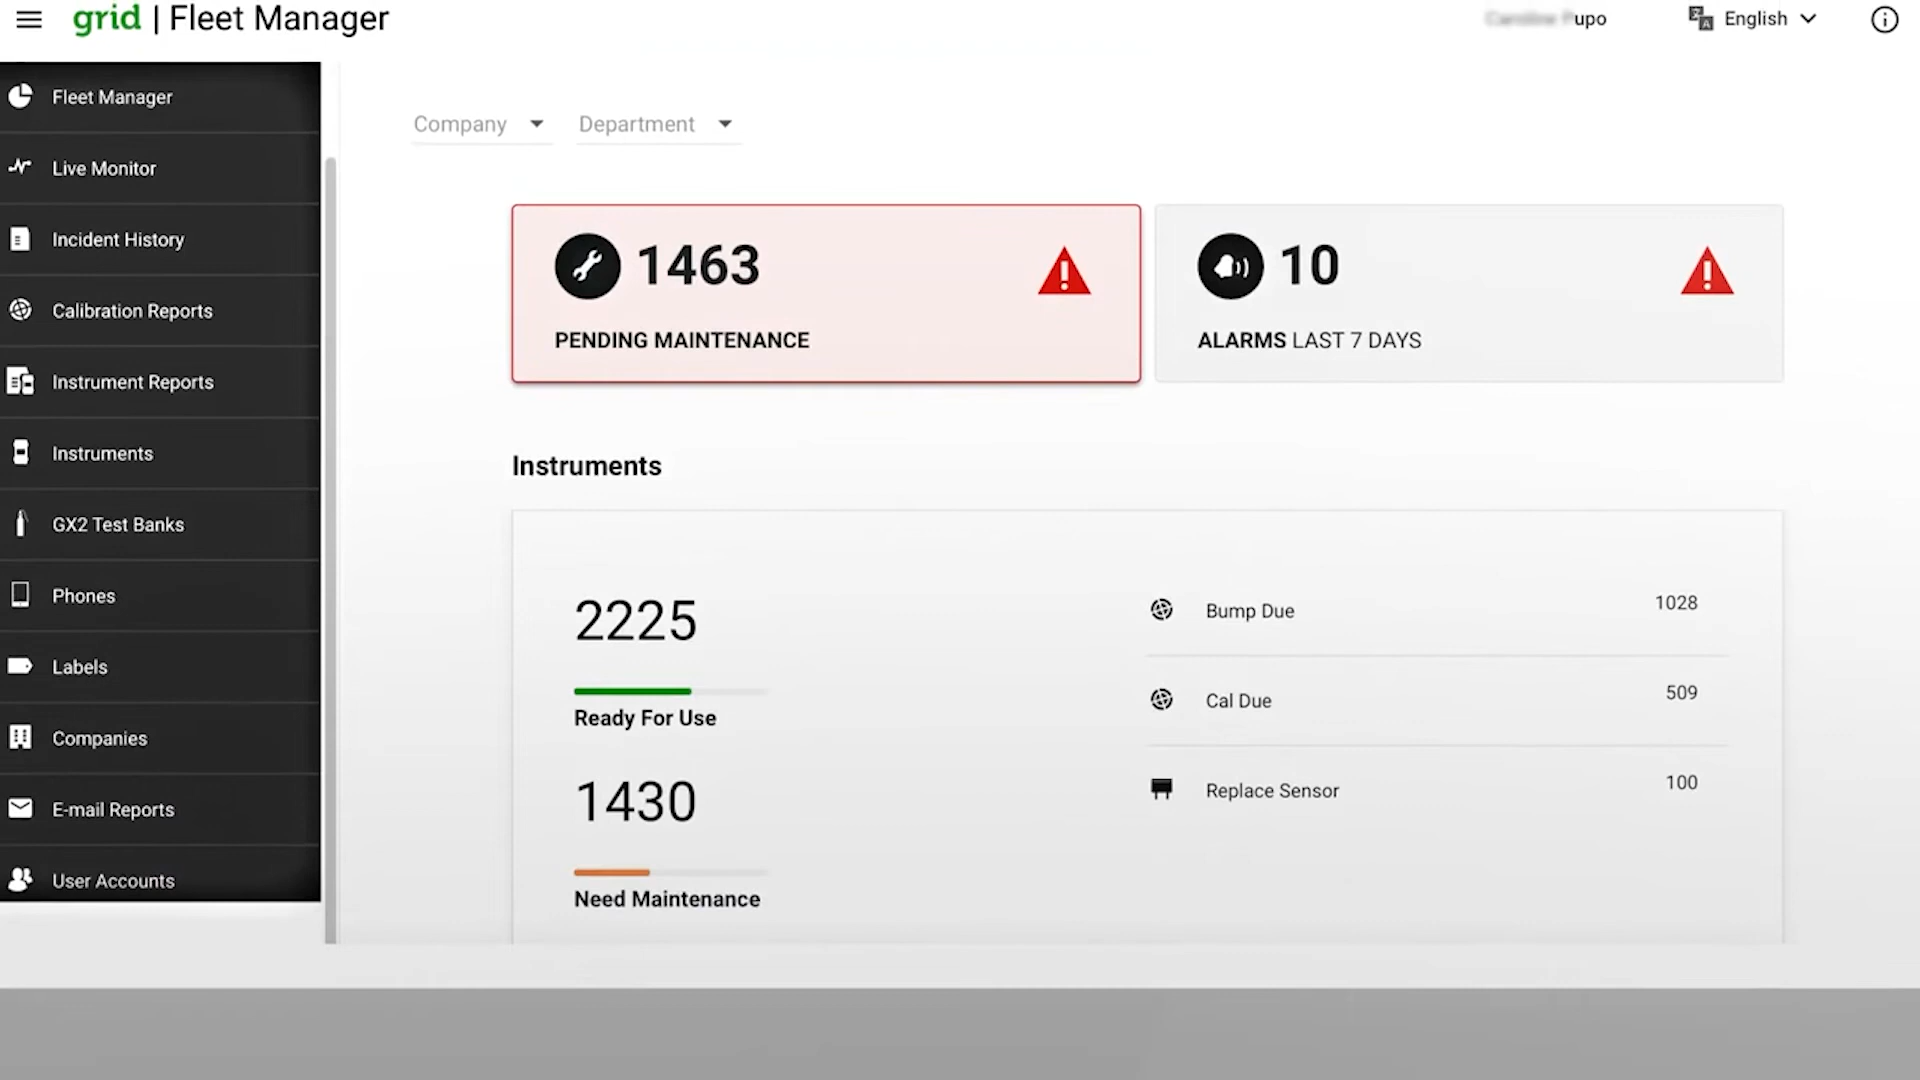 grid | Fleet Manager
English
Fleet Manager
Live Monitor
Incident History
Calibration Reports
Instrument Reports
Instruments
GX2 Test Banks
Phones
Labels
Companies
E-mail Reports
User Accounts
Company
Department
1463
PENDING MAINTENANCE
10
ALARMS LAST 7 DAYS
Instruments
2225
Ready For Use
1430
Need Maintenance
Bump Due 1028
Cal Due 509
Replace Sensor 100